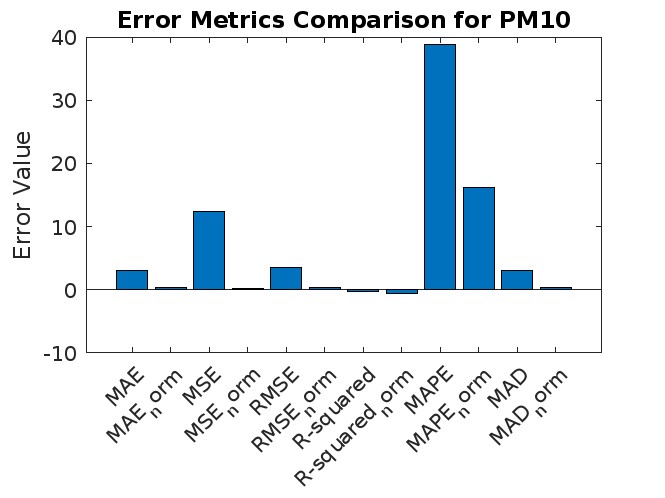 Error Metrics Comparison for PM10
Error Value
40
30
20
10
0
-10
MAE
MAE_norm
MSE
MSE_norm
RMSE
RMSE_norm
R-squared
R-squared_norm
MAPE
MAPE_norm
MAD
MAD_norm